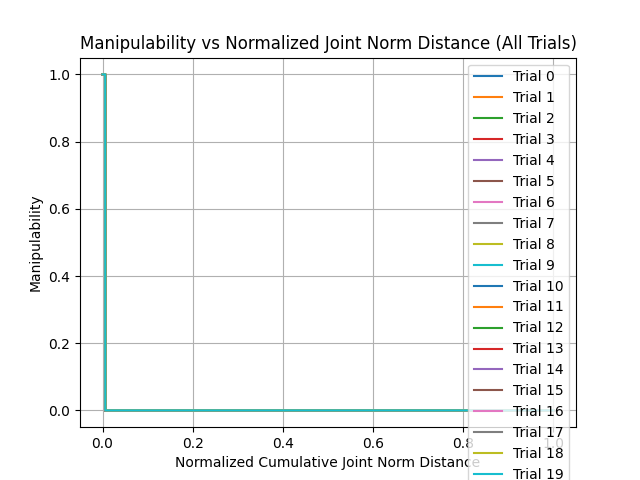 Manipulability vs Normalized Joint Norm Distance (All Trials)
Manipulability
1.0
0.8
0.6
0.4
0.2
0.0
0.0 0.2 0.4 0.6 0.8 1.0
Normalized Cumulative Joint Norm Distance
Trial 0
Trial 1
Trial 2
Trial 3
Trial 4
Trial 5
Trial 6
Trial 7
Trial 8
Trial 9
Trial 10
Trial 11
Trial 12
Trial 13
Trial 14
Trial 15
Trial 16
Trial 17
Trial 18
Trial 19